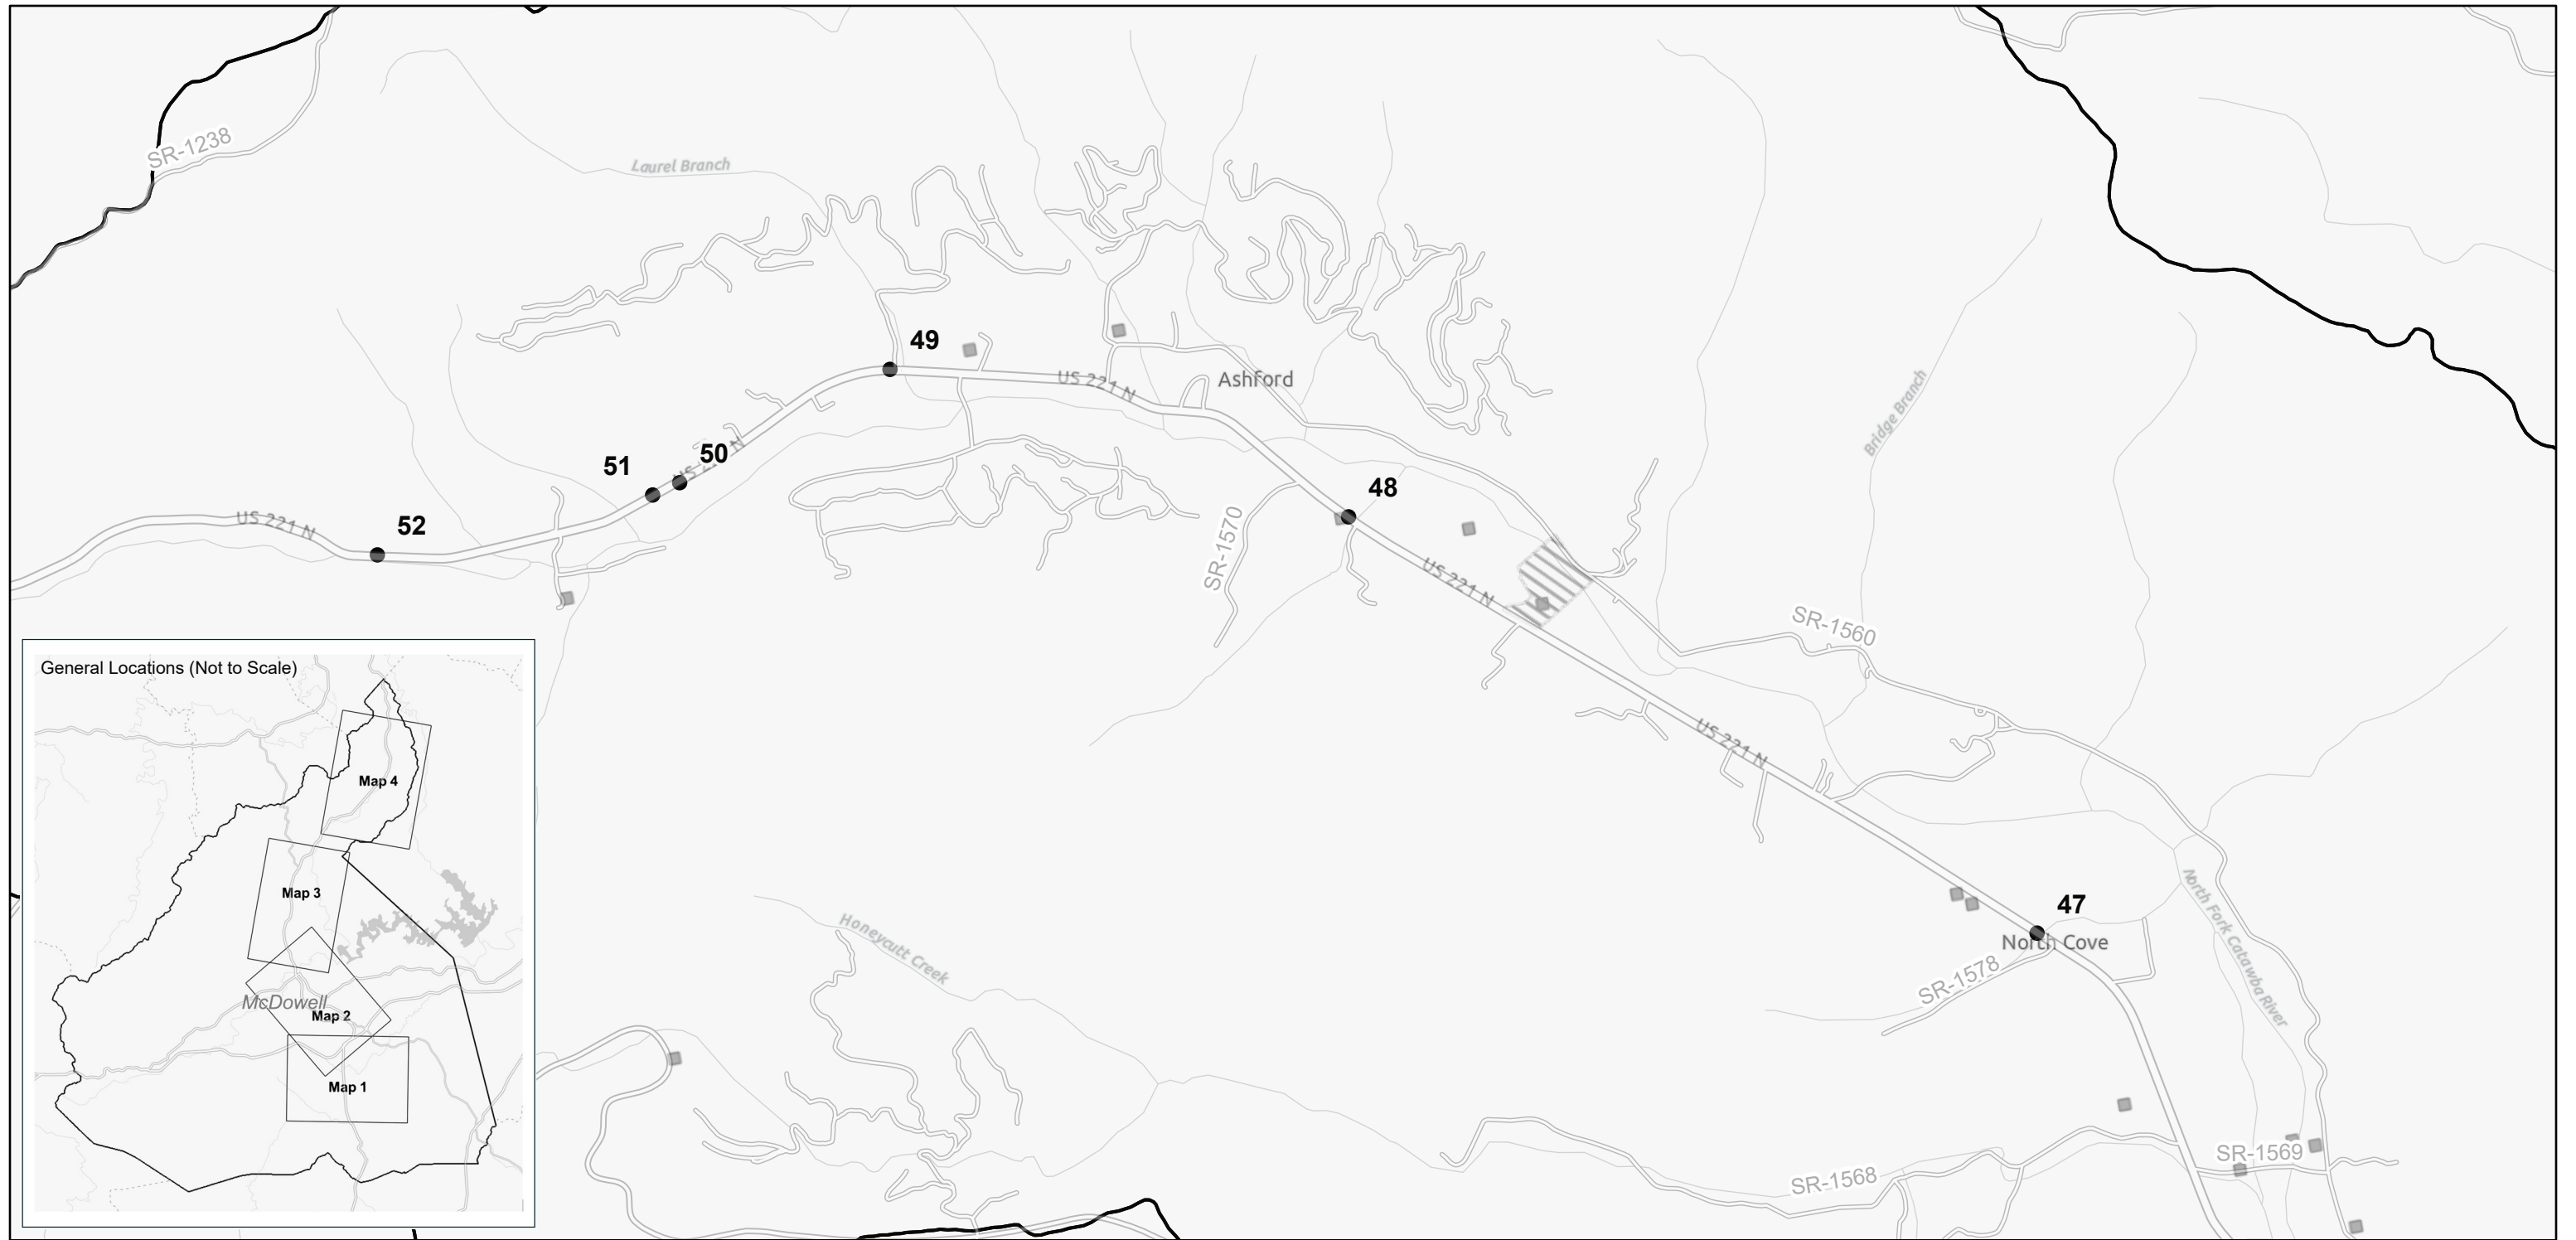 SR-1238
Laurel Branch
49
US 221 N
Ashford
Bridge Branch
50
US 221 N
51
48
52
US 221 N
SR-1570
US 221 N
SR-1560
General Locations (Not to Scale)
US 221 N
Map 4
Map 3
47
North Cove
North Fork Catawba River
Honeycutt Creek
SR-1578
McDowell
Map 2
Map 1
SR-1569
SR-1568